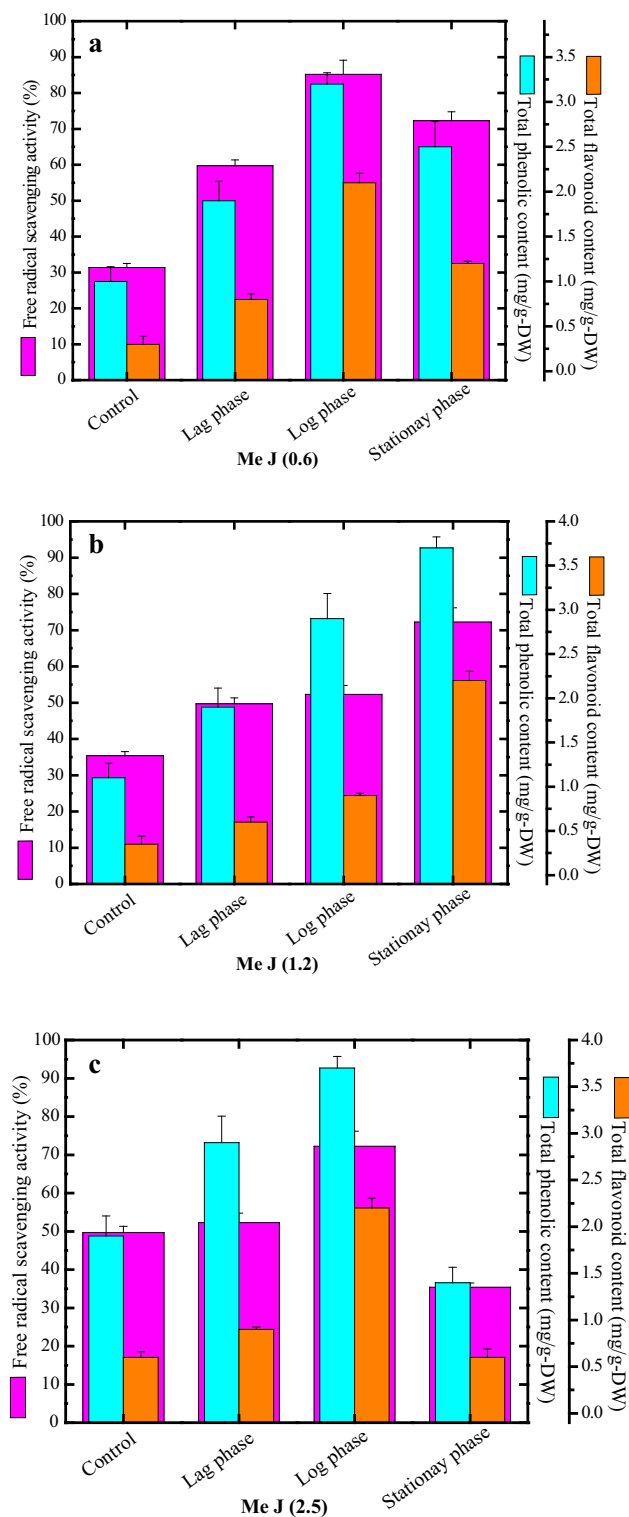 a
100
90
80
70
60
50
40
30
20
10
0
Free radical scavenging activity (%)
3.5
3.0
2.5
2.0
1.5
1.0
0.5
0.0
Total phenolic content (mg/g-DW)
Total flavonoid content (mg/g-DW)
Control
Lag phase
Log phase
Stationay phase
Me J (0.6)
b
100
90
80
70
60
50
40
30
20
10
0
Free radical scavenging activity (%)
4.0
3.5
3.0
2.5
2.0
1.5
1.0
0.5
0.0
Total phenolic content (mg/g-DW)
Total flavonoid content (mg/g-DW)
Control
Lag phase
Log phase
Stationay phase
Me J (1.2)
c
100
90
80
70
60
50
40
30
20
10
0
Free radical scavenging activity (%)
4.0
3.5
3.0
2.5
2.0
1.5
1.0
0.5
0.0
Total phenolic content (mg/g-DW)
Total flavonoid content (mg/g-DW)
Control
Lag phase
Log phase
Stationay phase
Me J (2.5)